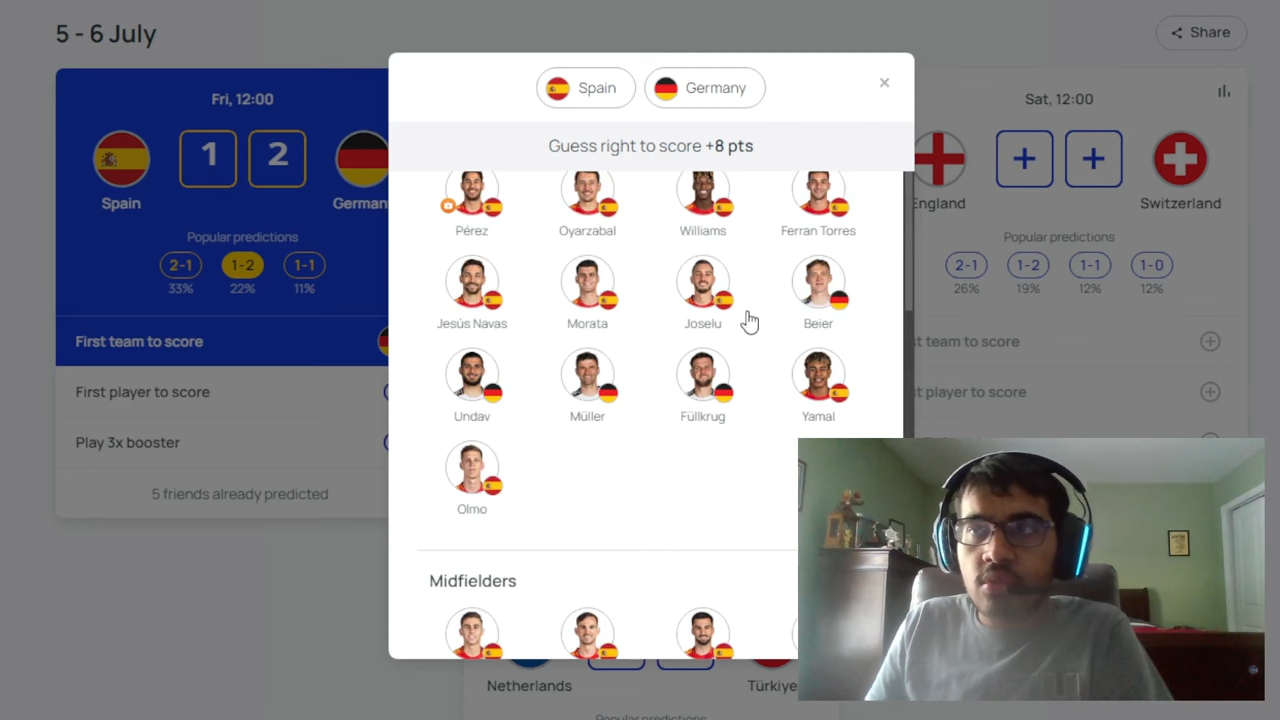 5 - 6 July
Share
Spain
Germany
Guess right to score +8 pts
Fri, 12:00
1
2
Spain
German
Popular predictions
2-1
1-2
1-1
33%
22%
11%
First team to score
First player to score
Play 3x booster
5 friends already predicted
Pérez
Oyarzabal
Williams
Ferran Torres
Jesús Navas
Morata
Joselu
Beier
Undav
Müller
Füllkrug
Yamal
Olmo
Midfielders
Sat, 12:00
+
+
England
Switzerland
Popular predictions
2-1
1-2
1-1
1-0
26%
19%
12%
12%
st team to score
st player to score
Netherlands
Türkiye
Popular predictions